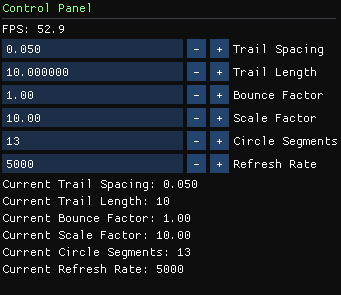 Control Panel
FPS: 52.9
0.050 - + Trail Spacing
10.000000 - + Trail Length
1.00 - + Bounce Factor
10.00 - + Scale Factor
13 - + Circle Segments
5000 - + Refresh Rate
Current Trail Spacing: 0.050
Current Trail Length: 10
Current Bounce Factor: 1.00
Current Scale Factor: 10.00
Current Circle Segments: 13
Current Refresh Rate: 5000